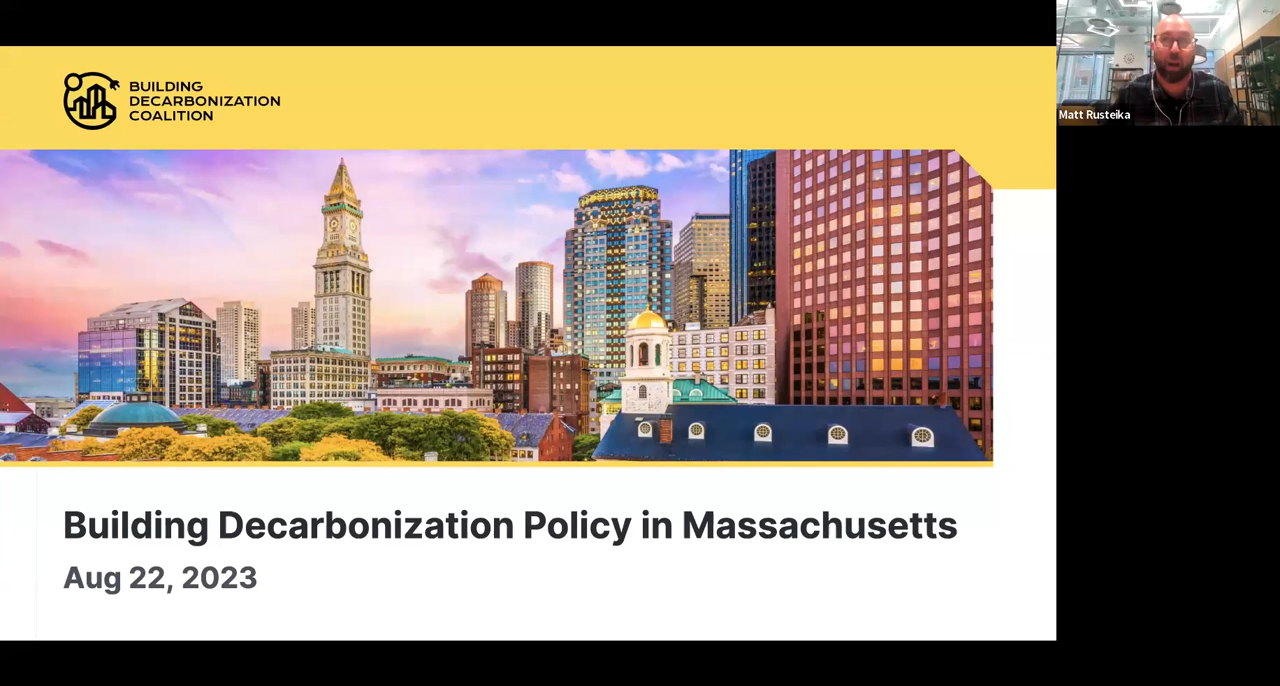 BUILDING
DECARBONIZATION
COALITION
Matt Rusteika
Building Decarbonization Policy in Massachusetts
Aug 22, 2023